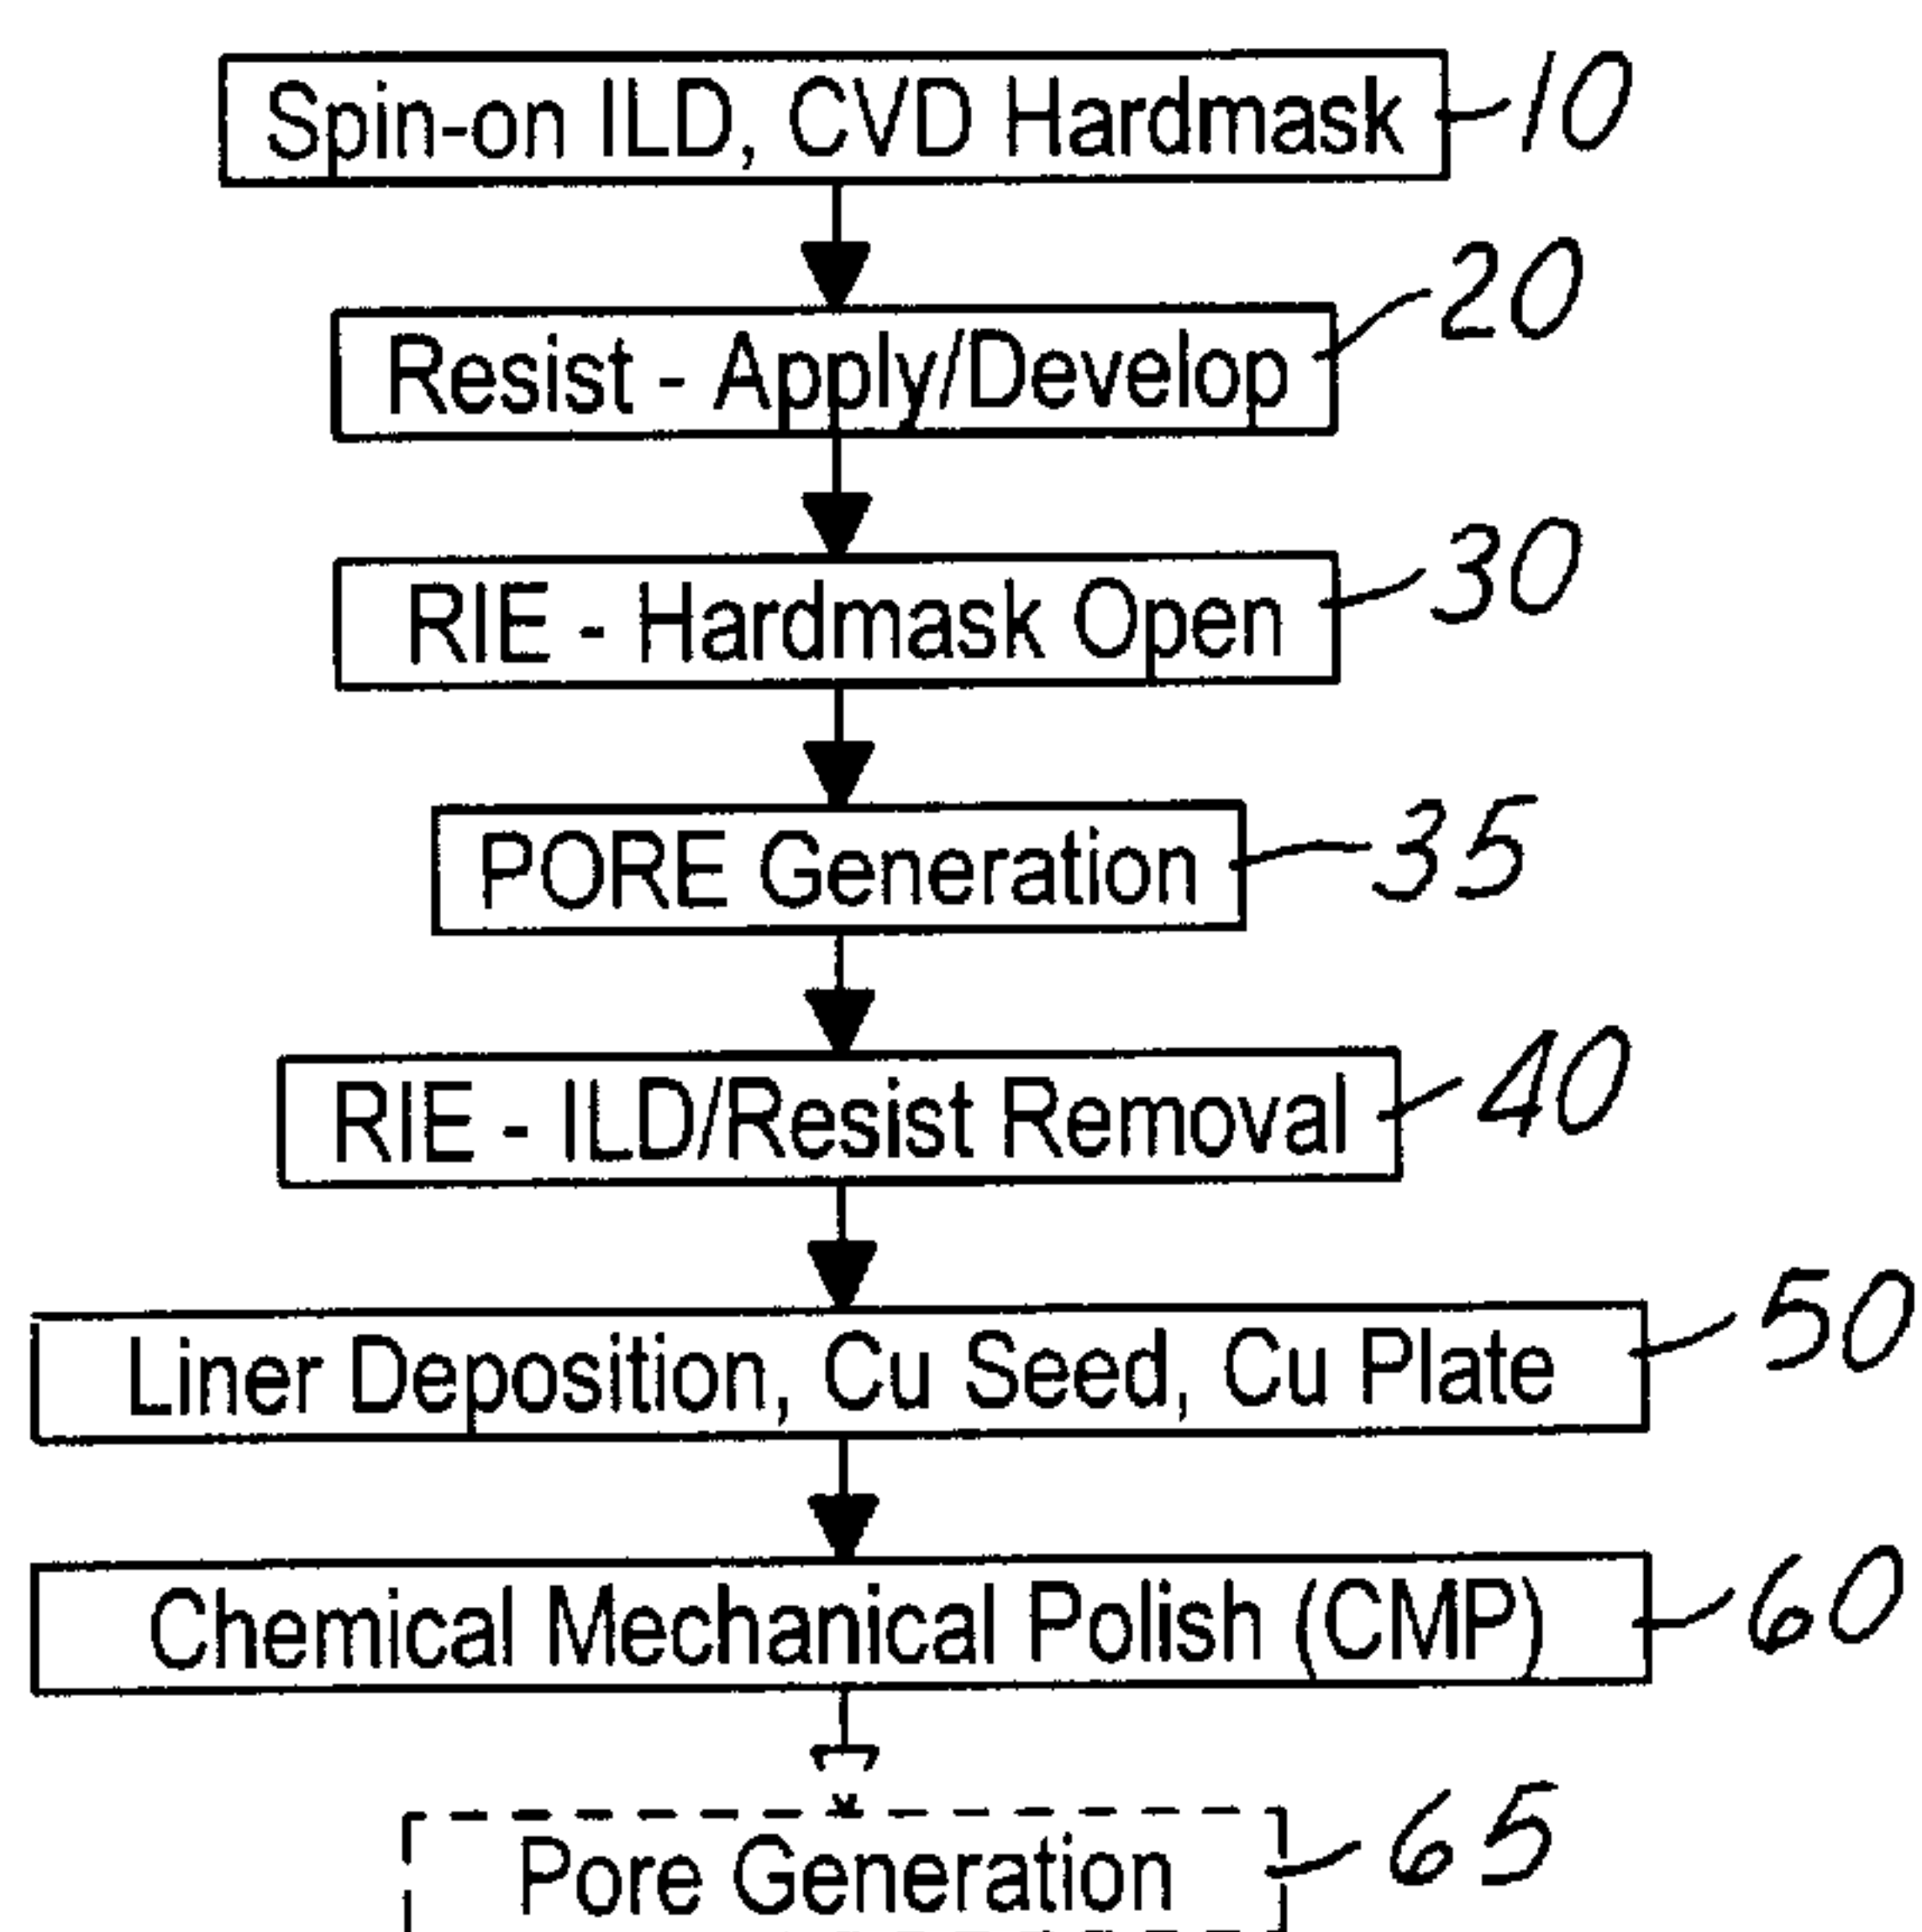 Spin-on ILD, CVD Hardmask 10
Resist - Apply/Develop 20
RIE - Hardmask Open 30
PORE Generation 35
RIE - ILD/Resist Removal 40
Liner Deposition, Cu Seed, Cu Plate 50
Chemical Mechanical Polish (CMP) 60
Pore Generation 65